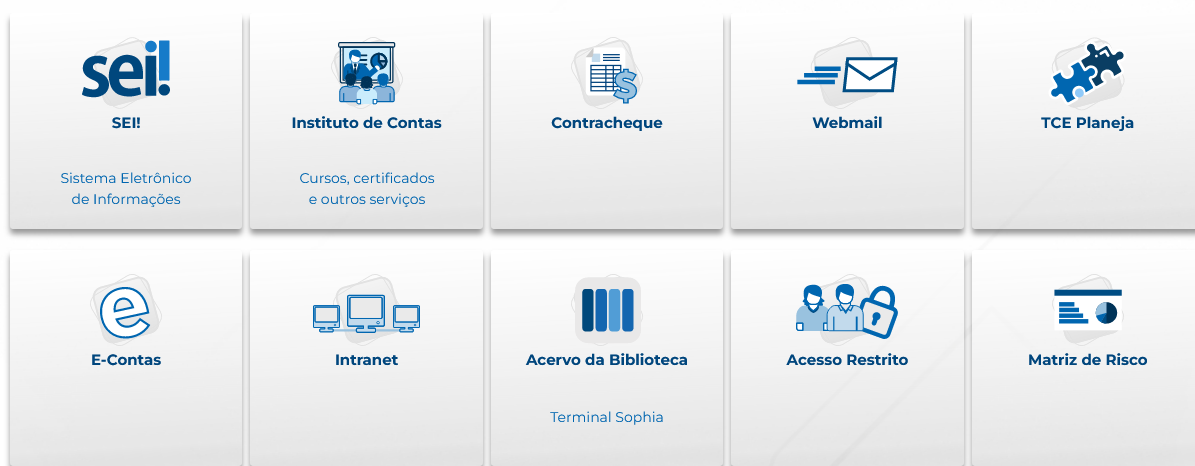 sei!
SEI!
Sistema Eletrônico
de Informações
Instituto de Contas
Cursos, certificados
e outros serviços
$
Contracheque
Webmail
TCE Planeja
e
E-Contas
Intranet
Acervo da Biblioteca
Terminal Sophia
Acesso Restrito
Matriz de Risco